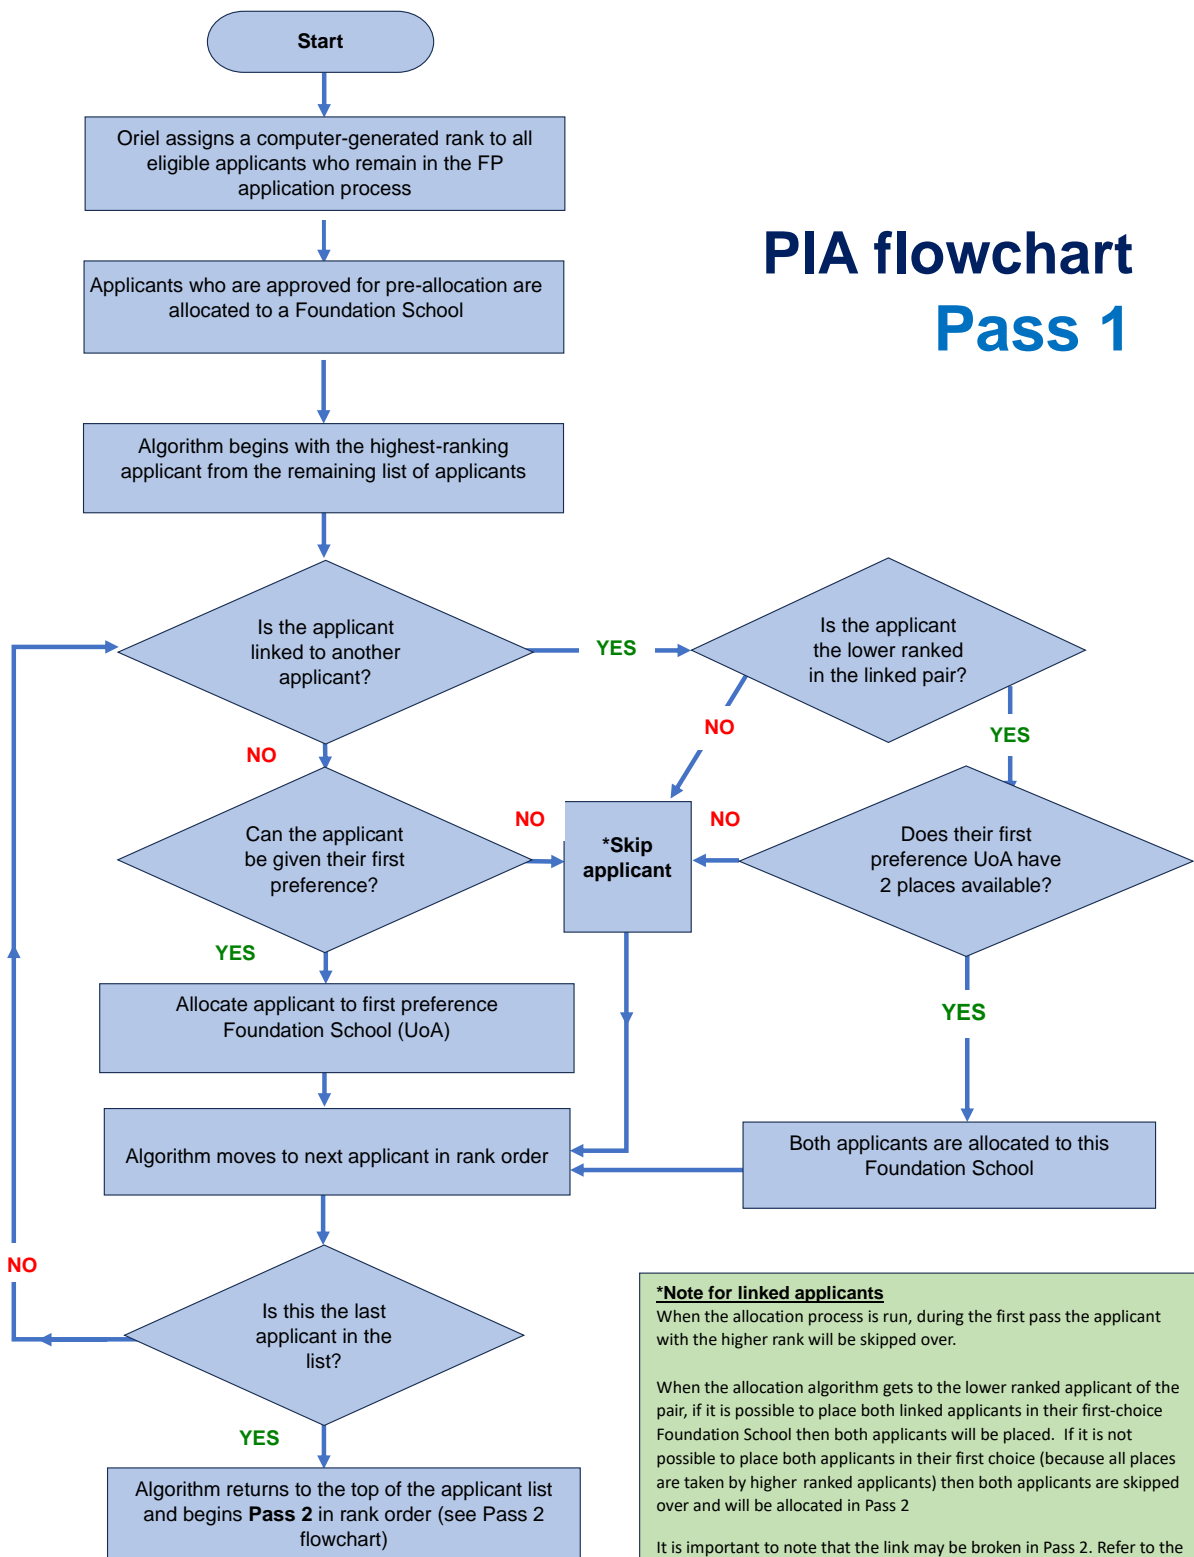 Start
Oriel assigns a computer-generated rank to all
eligible applicants who remain in the FP
application process
PIA flowchart
Pass 1
Applicants who are approved for pre-allocation are
allocated to a Foundation School
Algorithm begins with the highest-ranking
applicant from the remaining list of applicants
Is the applicant
linked to another
applicant?
YES
Is the applicant
the lower ranked
in the linked pair?
NO
NO
YES
Can the applicant
be given their first
preference?
NO
*Skip
applicant
NO
Does their first
preference UoA have
2 places available?
YES
YES
Allocate applicant to first preference
Foundation School (UoA)
Algorithm moves to next applicant in rank order
Both applicants are allocated to this
Foundation School
NO
Is this the last
applicant in the
list?
YES
Algorithm returns to the top of the applicant list
and begins Pass 2 in rank order (see Pass 2
flowchart)
*Note for linked applicants
When the allocation process is run, during the first pass the applicant
with the higher rank will be skipped over.
When the allocation algorithm gets to the lower ranked applicant of the
pair, if it is possible to place both linked applicants in their first-choice
Foundation School then both applicants will be placed. If it is not
possible to place both applicants in their first choice (because all places
are taken by higher ranked applicants) then both applicants are skipped
over and will be allocated in Pass 2
It is important to note that the link may be broken in Pass 2. Refer to the